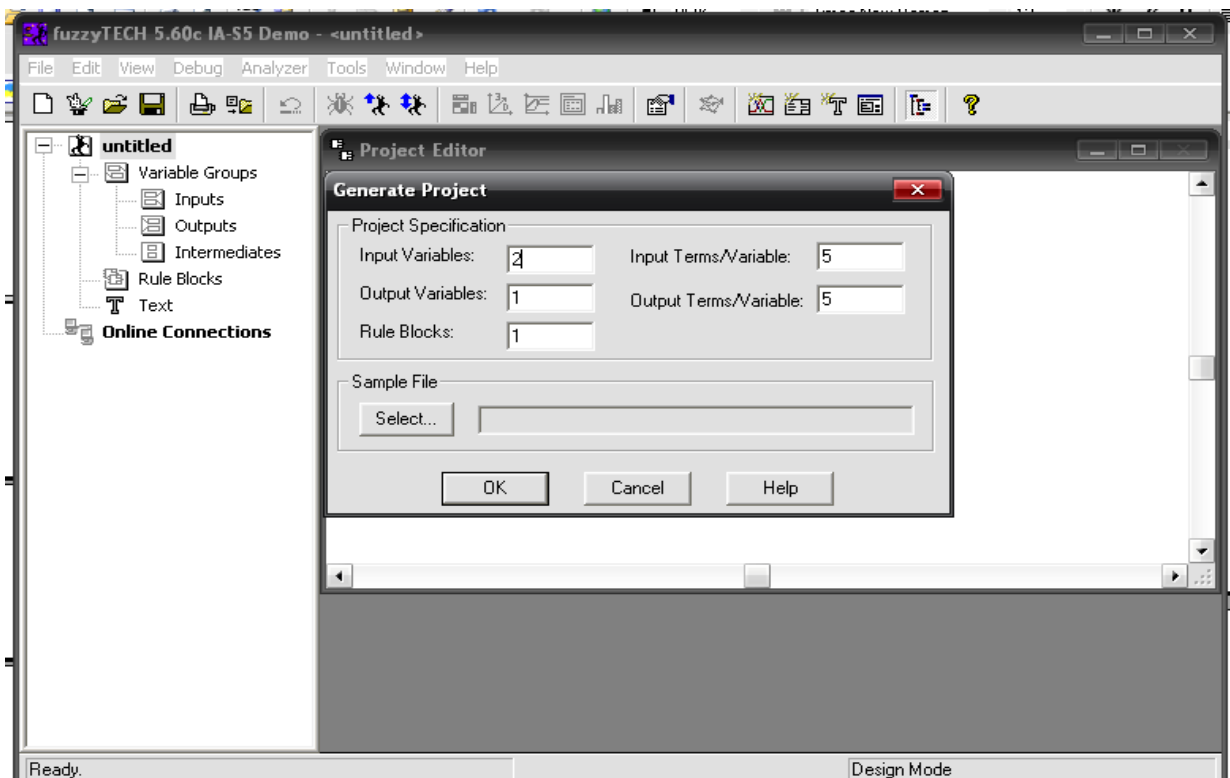 fuzzyTECH 5.60c IA-S5 Demo - <untitled>
File Edit View Debug Analyzer Tools Window Help
untitled
Variable Groups
Inputs
Outputs
Intermediates
Rule Blocks
Text
Online Connections
Project Editor
Generate Project
Project Specification
Input Variables: 2 Input Terms/Variable: 5
Output Variables: 1 Output Terms/Variable: 5
Rule Blocks: 1
Sample File
Select...
OK Cancel Help
Ready. Design Mode